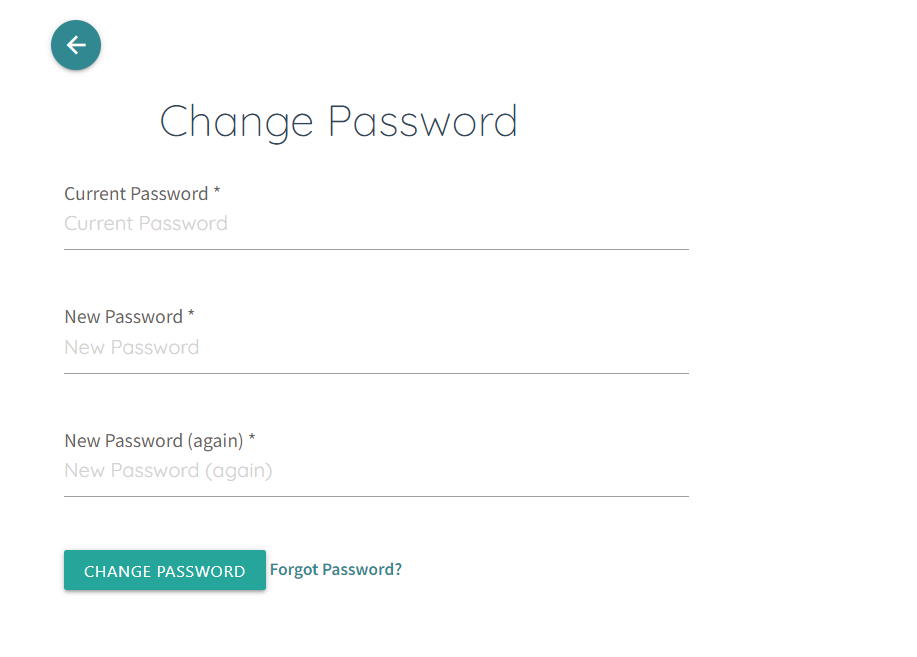 Change Password
Current Password *
Current Password
New Password *
New Password
New Password (again) *
New Password (again)
CHANGE PASSWORD Forgot Password?